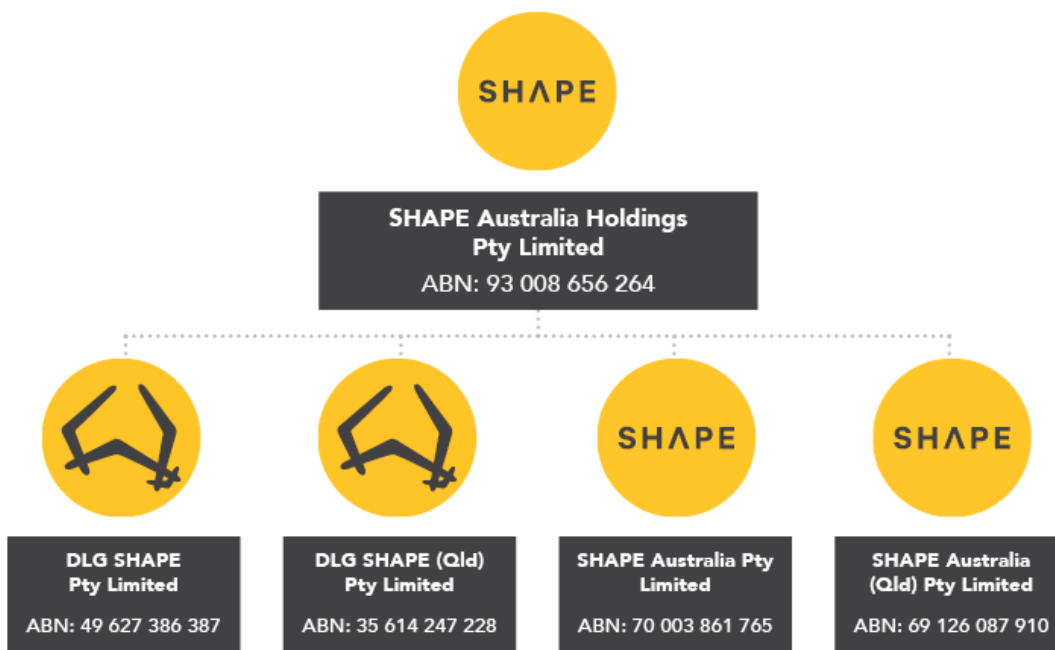 SHAPE
SHAPE Australia Holdings
Pty Limited
ABN: 93 008 656 264
SHAPE
SHAPE
DLG SHAPE
Pty Limited
ABN: 49 627 386 387
DLG SHAPE (Qld)
Pty Limited
ABN: 35 614 247 228
SHAPE Australia Pty
Limited
ABN: 70 003 861 765
SHAPE Australia
(Qld) Pty Limited
ABN: 69 126 087 910